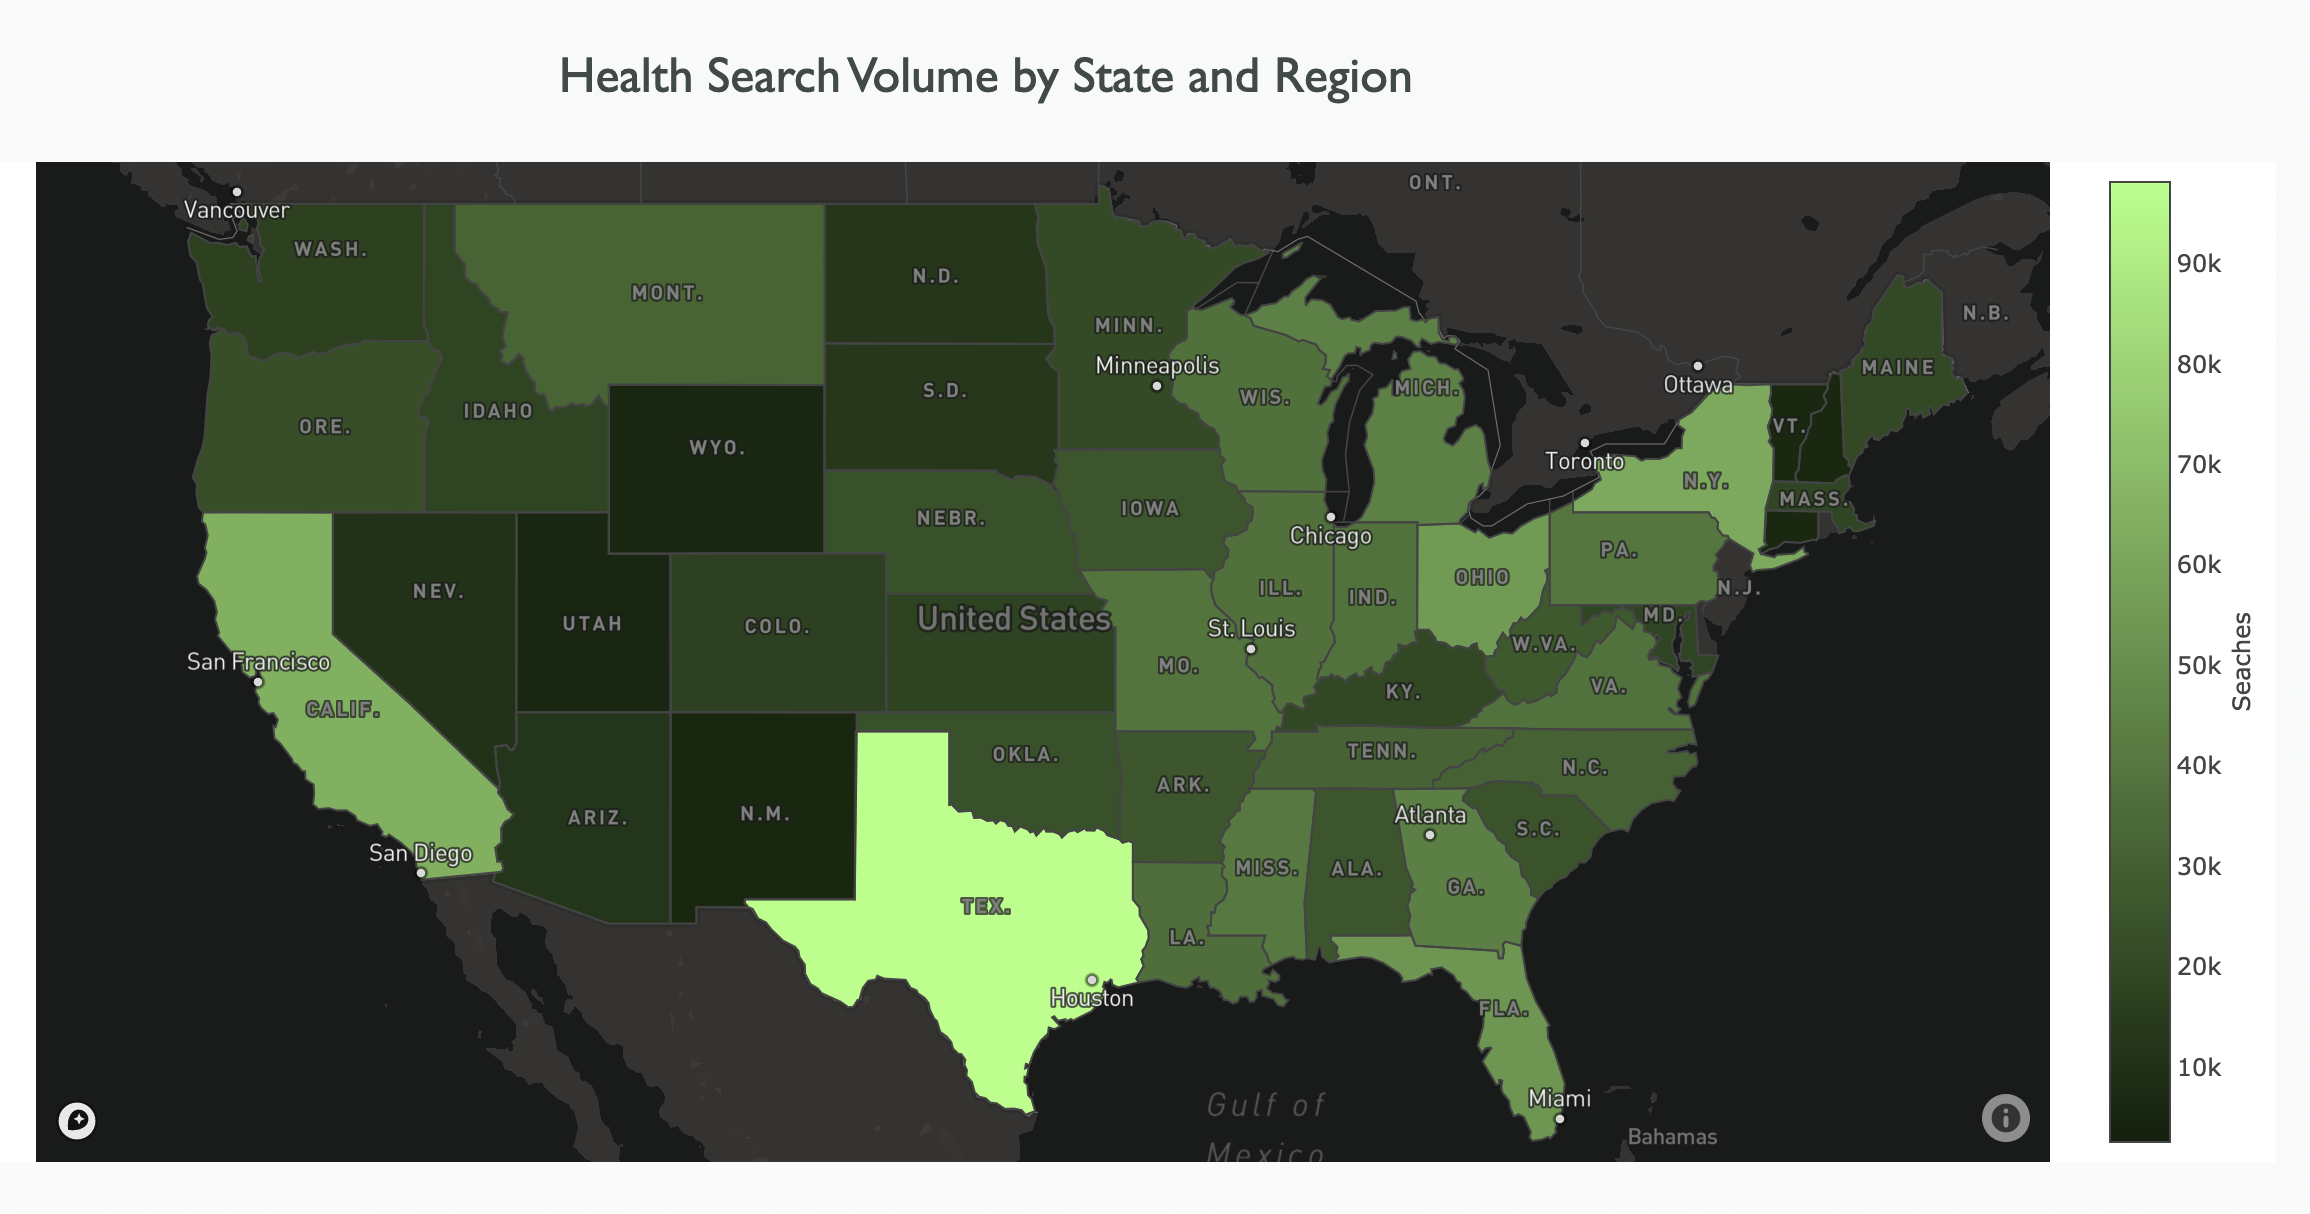 Health Search Volume by State and Region
ONT.
Vancouver
WASH.
MONT.
N.D.
MINN.
N.B.
Minneapolis
Ottawa
MAINE
ORE.
IDAHO
S.D.
WIS.
MICH.
VT.
WYO.
Toronto
N.Y.
MASS.
NEBR.
IOWA
Chicago
PA.
NEV.
UTAH
COLO.
United States
ILL.
IND.
OHIO
N.J.
MD.
St. Louis
W.VA.
San Francisco
CALIF.
MO.
KY.
VA.
OKLA.
TENN.
N.C.
ARIZ.
N.M.
ARK.
Atlanta
S.C.
San Diego
TEX.
MISS.
ALA.
GA.
LA.
Houston
FLA.
Miami
Gulf of
Mexico
Bahamas
90k
80k
70k
60k
50k
40k
30k
20k
10k
Seaches